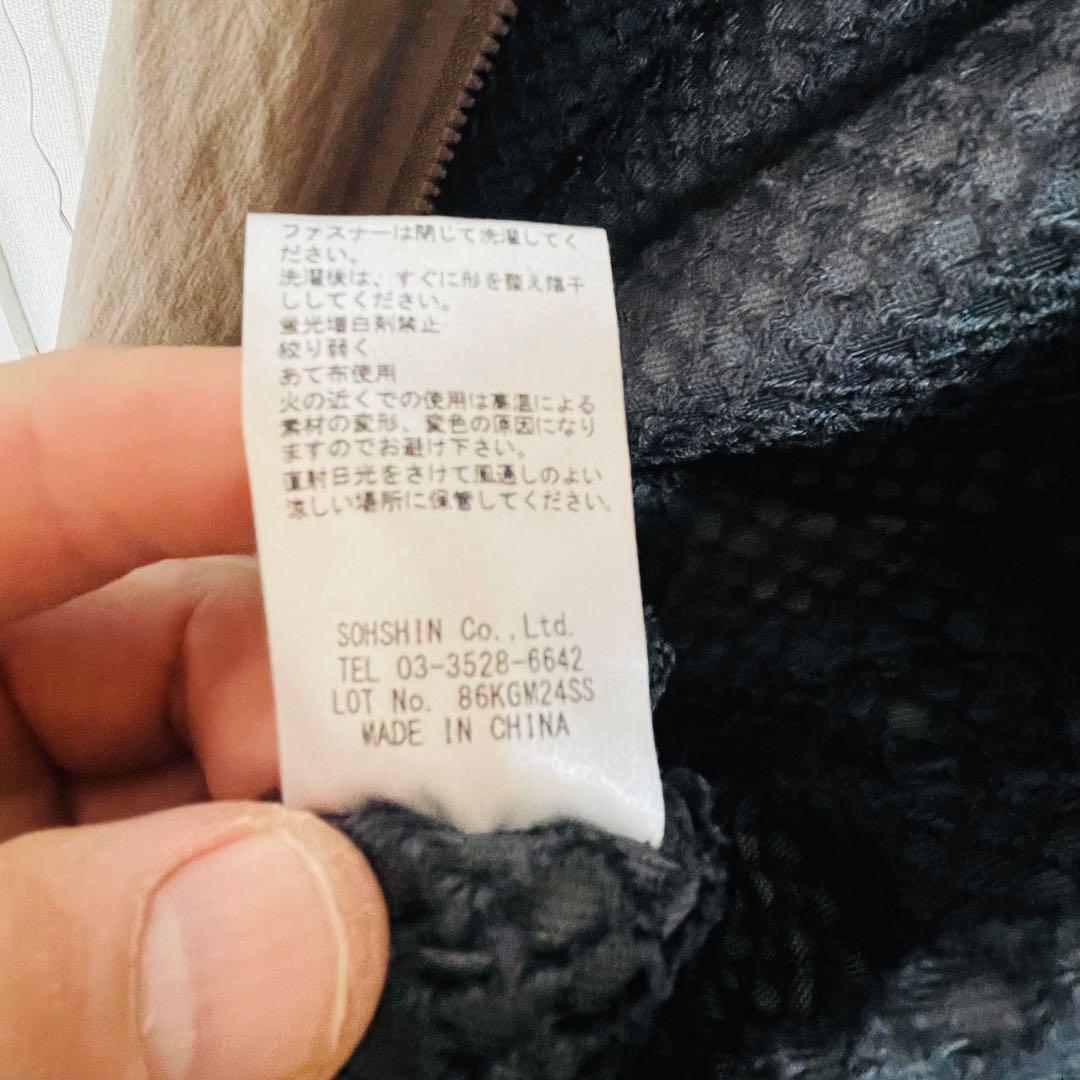 ファスナーは閉じて洗濯してく
ださい。
洗濯後は、すぐに形を整え陰干
ししてください。
蛍光増白剤禁止
絞り弱く
あて布使用
火の近くでの使用は高温による
素材の変形、変色の原因になり
ますのでお避け下さい。
直射日光をさけて風通しのよい
涼しい場所に保管してください。
SOHSHIN Co.,Ltd.
TEL 03-3528-6642
LOT No. 86KGM24SS
MADE IN CHINA